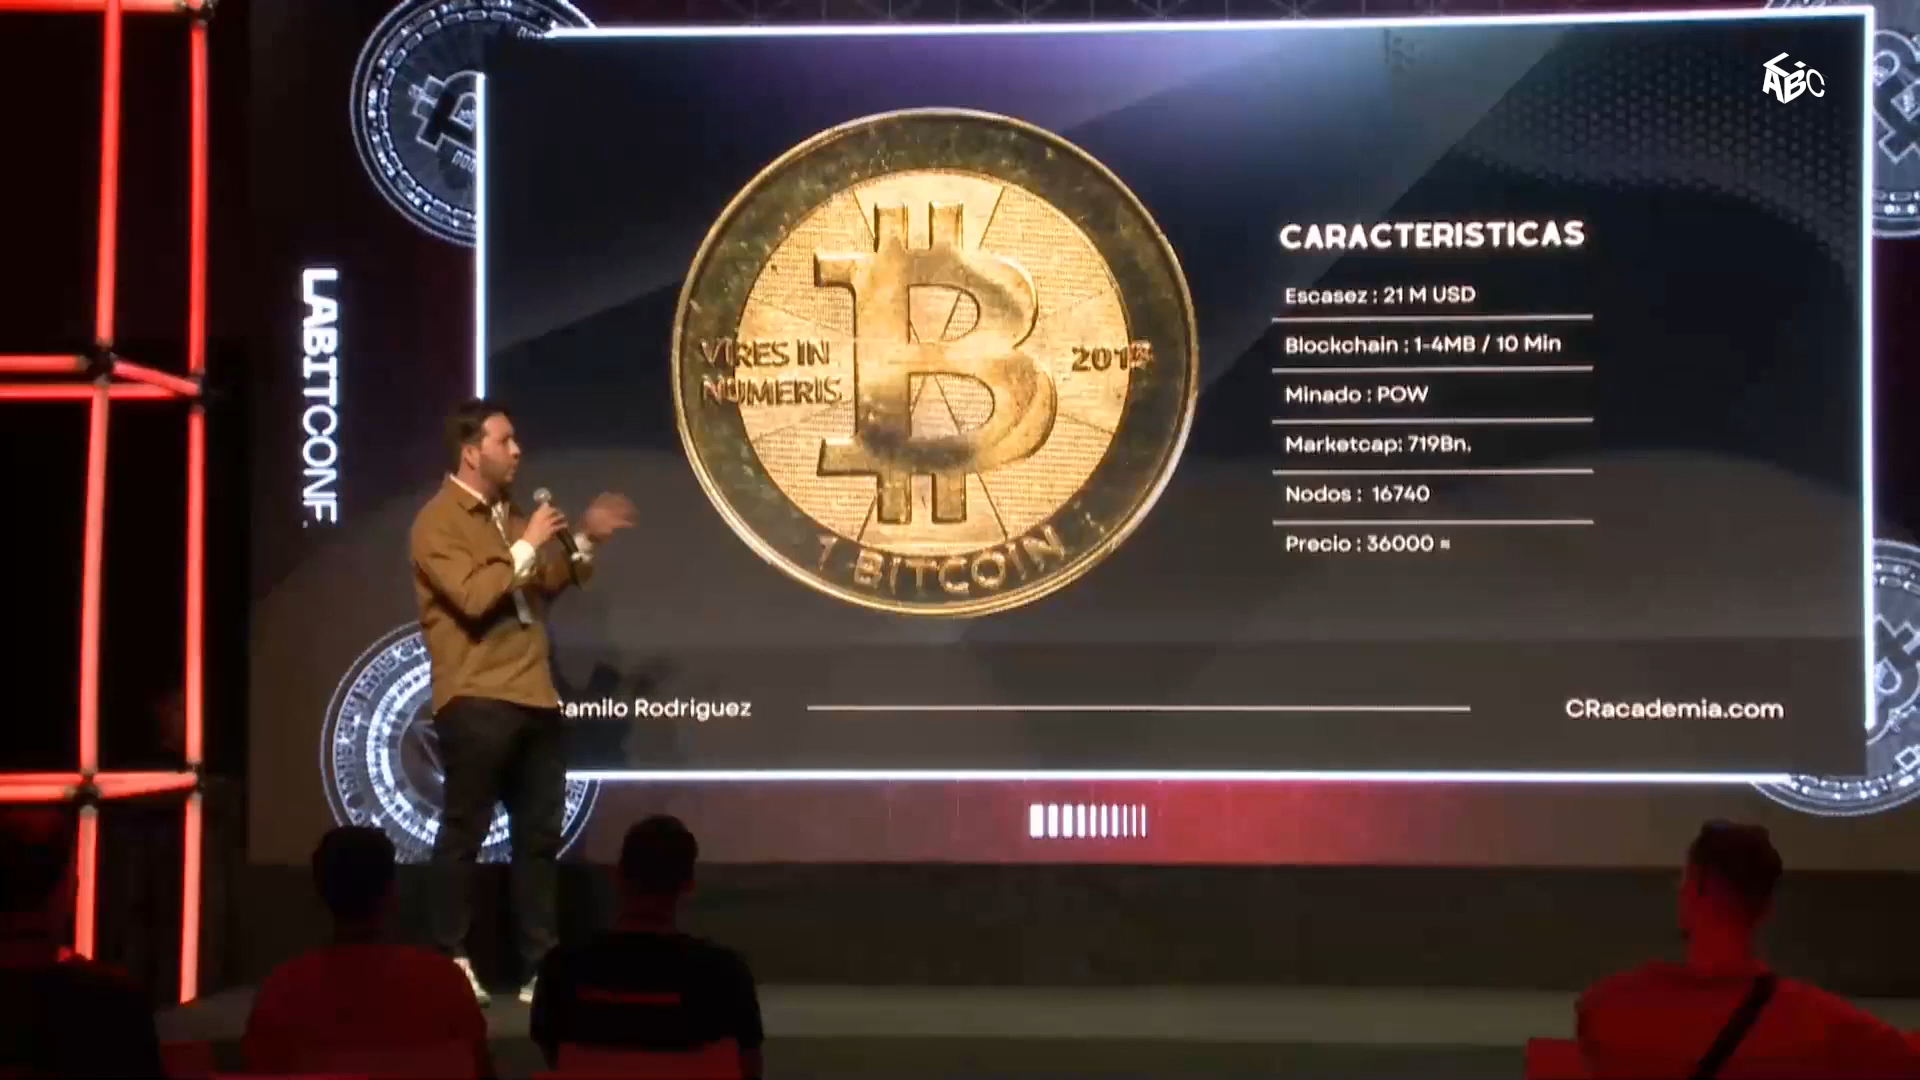 ABC
LABITCONF.
VIRES IN
NUMERIS
1 BITCOIN
CARACTERISTICAS
Escasez : 21 M USD
Blockchain : 1-4MB / 10 Min
Minado : POW
Marketcap: 719Bn.
Nodos : 16740
Precio : 36000 ≈
amilo Rodriguez
CRacademia.com